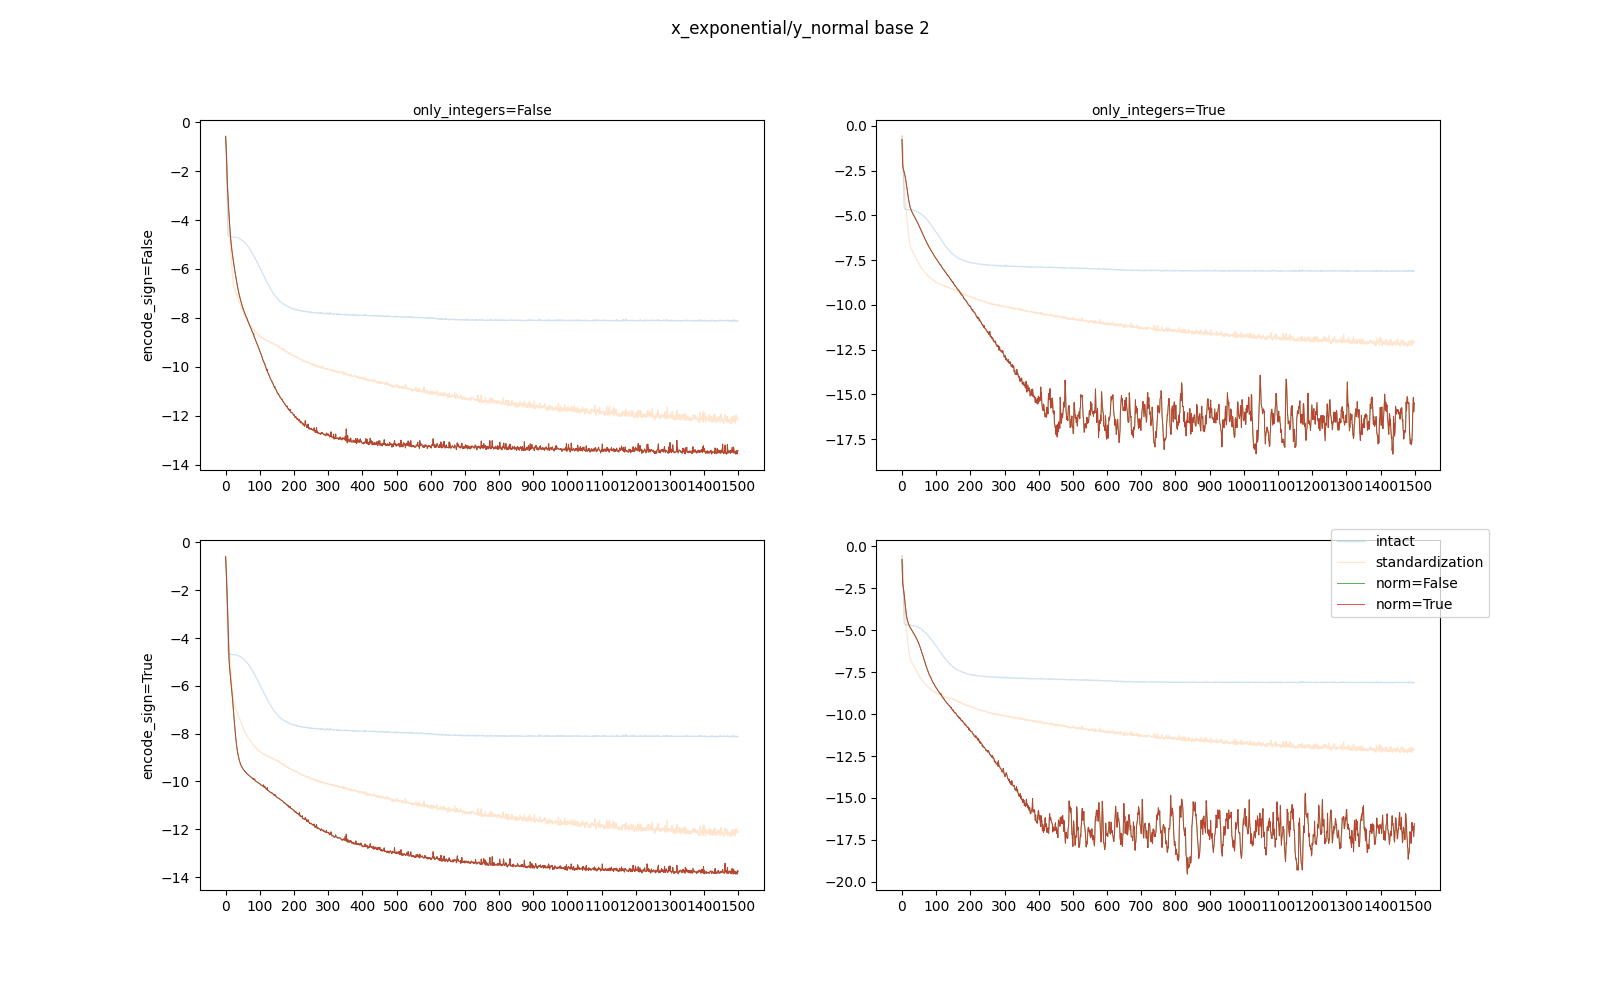 x_exponential/y_normal base 2
only_integers=False
only_integers=True
encode_sign=False
0
−2
−4
−6
−8
−10
−12
−14
0 100 200 300 400 500 600 700 800 900 1000 1100 1200 1300 1400 1500
0.0
−2.5
−5.0
−7.5
−10.0
−12.5
−15.0
−17.5
0 100 200 300 400 500 600 700 800 900 1000 1100 1200 1300 1400 1500
encode_sign=True
0
−2
−4
−6
−8
−10
−12
−14
0 100 200 300 400 500 600 700 800 900 1000 1100 1200 1300 1400 1500
0.0
−2.5
−5.0
−7.5
−10.0
−12.5
−15.0
−17.5
−20.0
0 100 200 300 400 500 600 700 800 900 1000 1100 1200 1300 1400 1500
intact
standardization
norm=False
norm=True